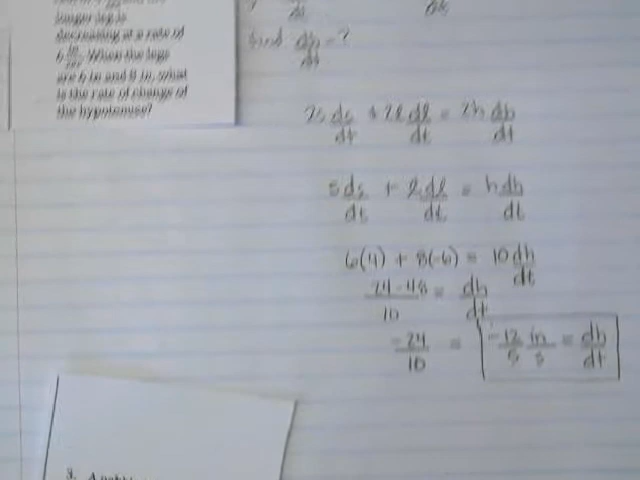 longer leg is
decreasing at a rate of
6 in/sec. When the legs
are 6 in and 8 in, what
is the rate of change of
the hypotenuse?
find dh/dt = ?
2s ds/dt + 2l dl/dt = 2h dh/dt
s ds/dt + l dl/dt = h dh/dt
6(4) + 8(-6) = 10 dh/dt
24-48/10 = dh/dt
-24/10 = -12/5 in/s = dh/dt
3.